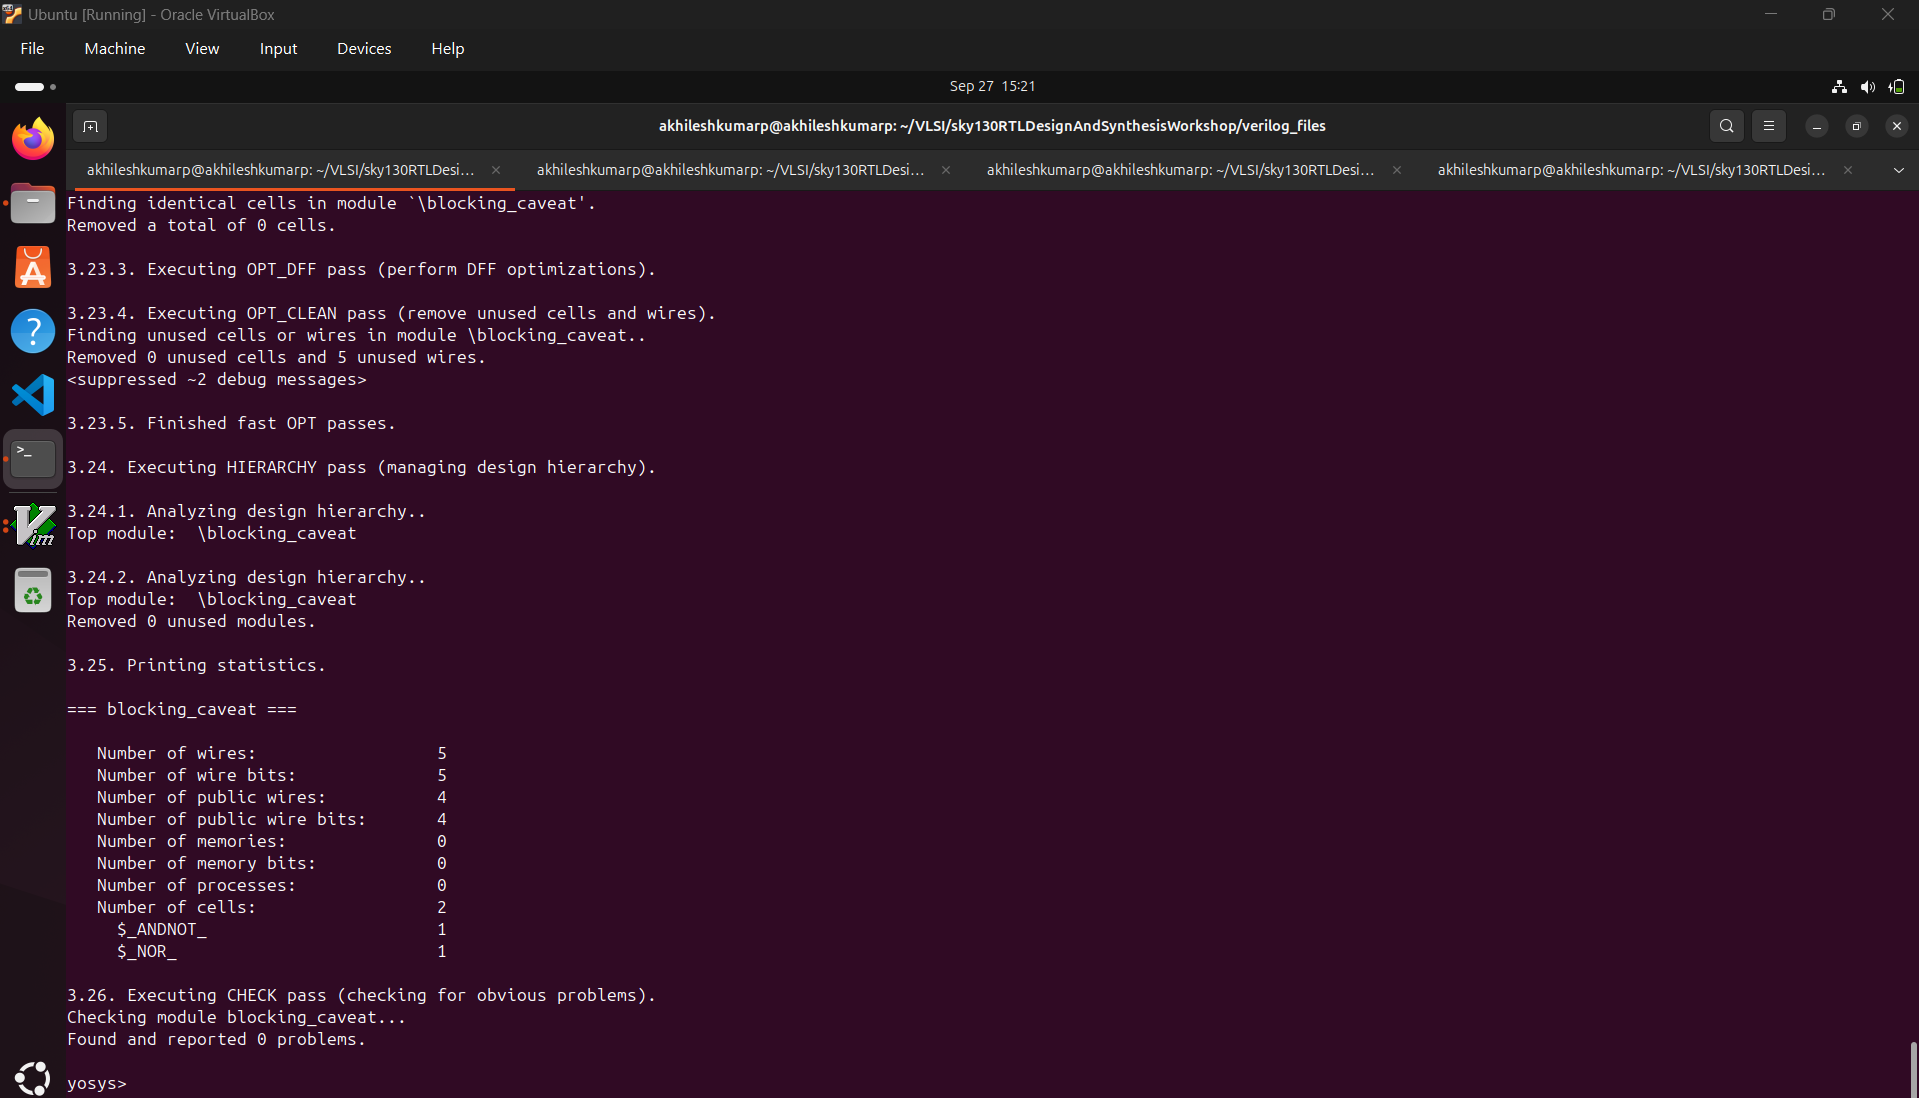 Ubuntu [Running] - Oracle VirtualBox
File Machine View Input Devices Help
Sep 27 15:21
akhileshkumarp@akhileshkumarp: ~/VLSI/sky130RTLDesignAndSynthesisWorkshop/verilog_files
akhileshkumarp@akhileshkumarp: ~/VLSI/sky130RTLDesi... akhileshkumarp@akhileshkumarp: ~/VLSI/sky130RTLDesi... akhileshkumarp@akhileshkumarp: ~/VLSI/sky130RTLDesi... akhileshkumarp@akhileshkumarp: ~/VLSI/sky130RTLDesi...
Finding identical cells in module `\blocking_caveat'.
Removed a total of 0 cells.
3.23.3. Executing OPT_DFF pass (perform DFF optimizations).
3.23.4. Executing OPT_CLEAN pass (remove unused cells and wires).
Finding unused cells or wires in module \blocking_caveat..
Removed 0 unused cells and 5 unused wires.
<suppressed ~2 debug messages>
3.23.5. Finished fast OPT passes.
3.24. Executing HIERARCHY pass (managing design hierarchy).
3.24.1. Analyzing design hierarchy..
Top module:  \blocking_caveat
3.24.2. Analyzing design hierarchy..
Top module:  \blocking_caveat
Removed 0 unused modules.
3.25. Printing statistics.
=== blocking_caveat ===
Number of wires: 5
Number of wire bits: 5
Number of public wires: 4
Number of public wire bits: 4
Number of memories: 0
Number of memory bits: 0
Number of processes: 0
Number of cells: 2
$_ANDNOT_ 1
$_NOR_ 1
3.26. Executing CHECK pass (checking for obvious problems).
Checking module blocking_caveat...
Found and reported 0 problems.
yosys>